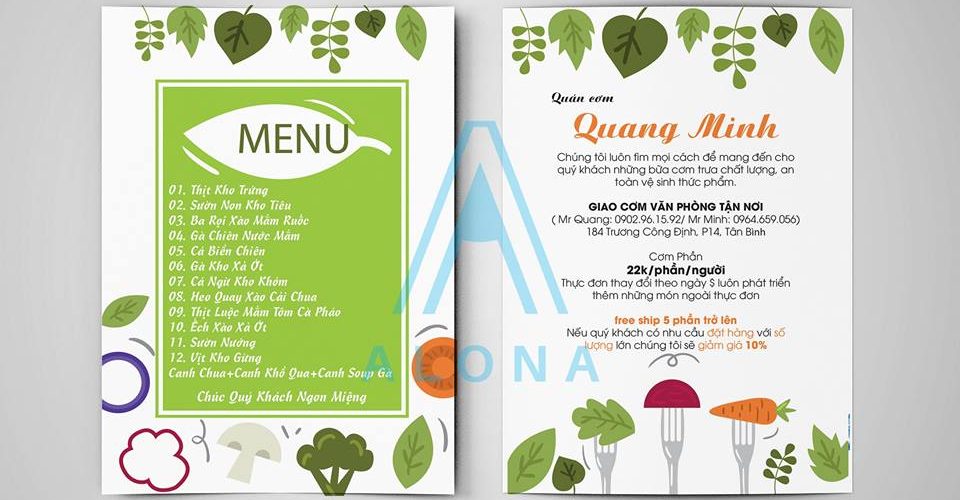 MENU
01. Thịt Kho Trứng
02. Sườn Non Kho Tiêu
03. Ba Rọi Xào Mắm Ruốc
04. Gà Chiên Nước Mắm
05. Cá Biển Chiên
06. Gà Kho Xả Ớt
07. Cá Ngừ Kho Khóm
08. Heo Quay Xào Cải Chua
09. Thịt Luộc Mắm Tôm Cà Pháo
10. Ếch Xào Xả Ớt
11. Sườn Nướng
12. Vịt Kho Gừng
Canh Chua+Canh Khổ Qua+Canh Soup Gà
Chúc Quý Khách Ngon Miệng
Quán cơm
Quang Minh
Chúng tôi luôn tìm mọi cách để mang đến cho
quý khách những bữa cơm trưa chất lượng, an
toàn vệ sinh thức phẩm.
GIAO CƠM VĂN PHÒNG TẬN NƠI
( Mr Quang: 0902.96.15.92/ Mr Minh: 0964.659.056)
184 Trương Công Định, P14, Tân Bình
Cơm Phần
22k/phần/người
Thực đơn thay đổi theo ngày $ luôn phát triển
thêm những món ngoài thực đơn
free ship 5 phần trở lên
Nếu quý khách có nhu cầu đặt hàng với số
lượng lớn chúng tôi sẽ giảm giá 10%
ALONA